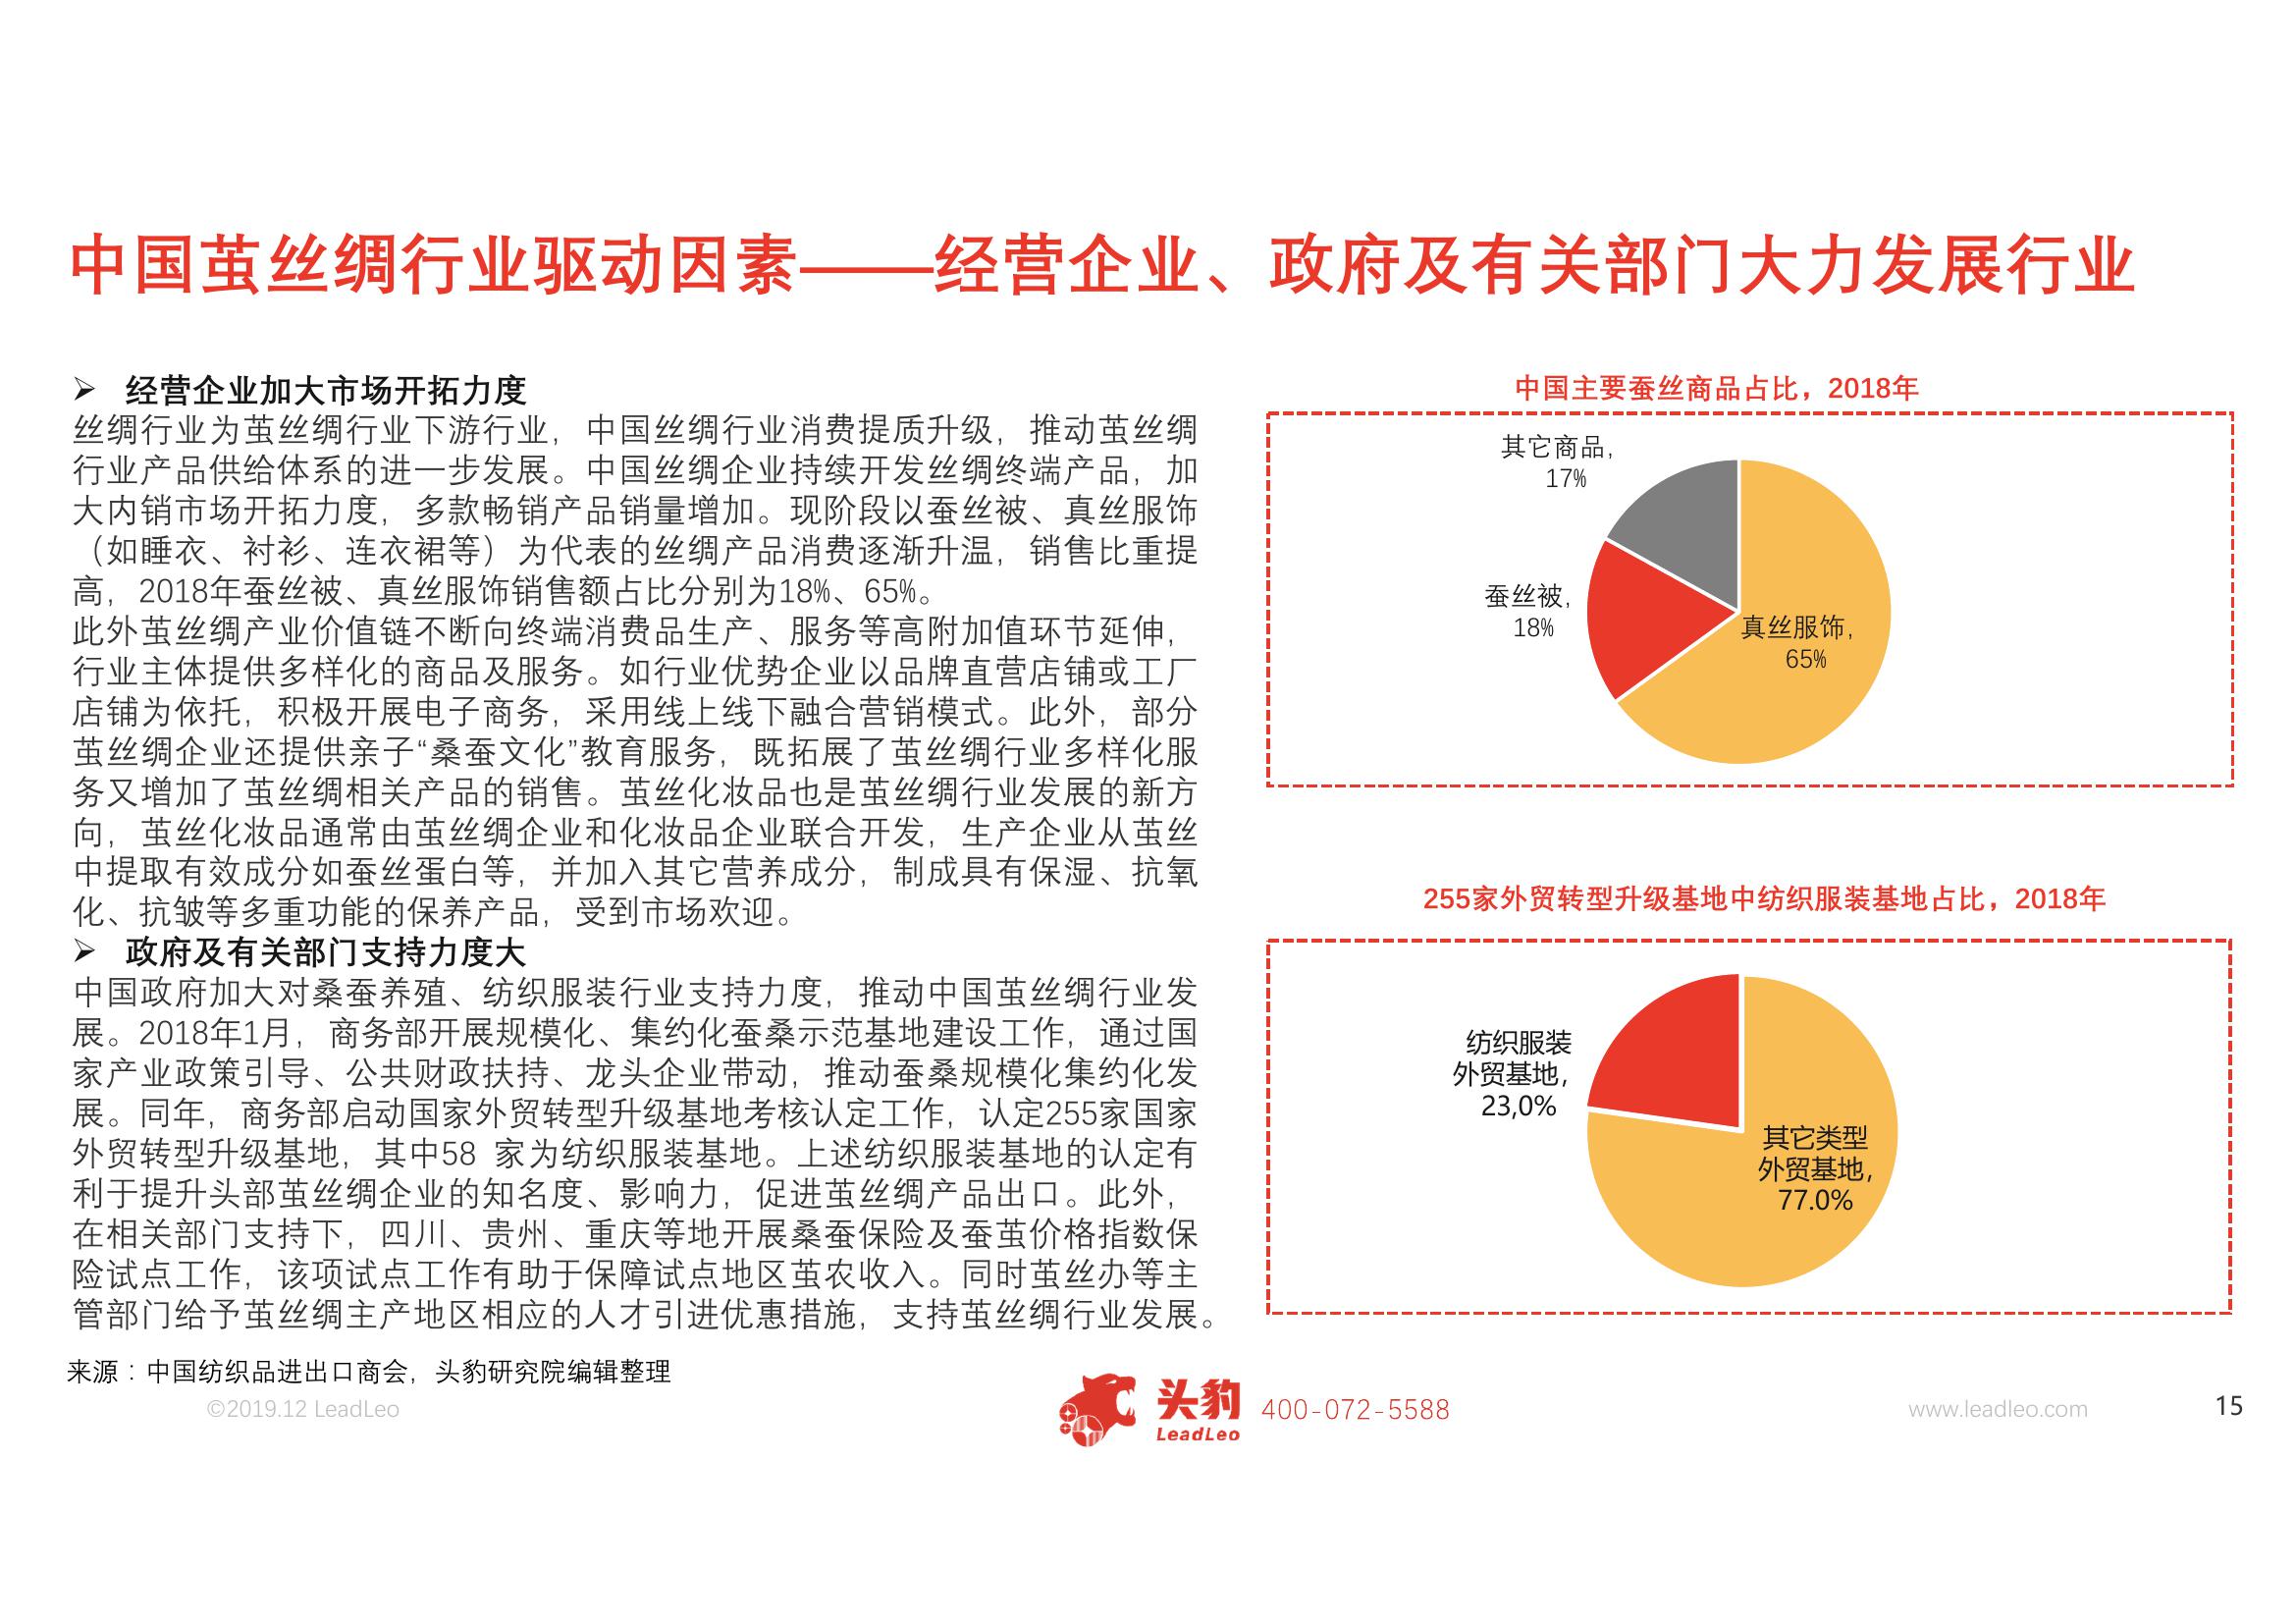 中国茧丝绸行业驱动因素——经营企业、政府及有关部门大力发展行业
➢ 经营企业加大市场开拓力度
丝绸行业为茧丝绸行业下游行业，中国丝绸行业消费提质升级，推动茧丝绸
行业产品供给体系的进一步发展。中国丝绸企业持续开发丝绸终端产品，加
大内销市场开拓力度，多款畅销产品销量增加。现阶段以蚕丝被、真丝服饰
（如睡衣、衬衫、连衣裙等）为代表的丝绸产品消费逐渐升温，销售比重提
高，2018年蚕丝被、真丝服饰销售额占比分别为18%、65%。
此外茧丝绸产业价值链不断向终端消费品生产、服务等高附加值环节延伸，
行业主体提供多样化的商品及服务。如行业优势企业以品牌直营店铺或工厂
店铺为依托，积极开展电子商务，采用线上线下融合营销模式。此外，部分
茧丝绸企业还提供亲子“桑蚕文化”教育服务，既拓展了茧丝绸行业多样化服
务又增加了茧丝绸相关产品的销售。茧丝化妆品也是茧丝绸行业发展的新方
向，茧丝化妆品通常由茧丝绸企业和化妆品企业联合开发，生产企业从茧丝
中提取有效成分如蚕丝蛋白等，并加入其它营养成分，制成具有保湿、抗氧
化、抗皱等多重功能的保养产品，受到市场欢迎。
➢ 政府及有关部门支持力度大
中国政府加大对桑蚕养殖、纺织服装行业支持力度，推动中国茧丝绸行业发
展。2018年1月，商务部开展规模化、集约化蚕桑示范基地建设工作，通过国
家产业政策引导、公共财政扶持、龙头企业带动，推动蚕桑规模化集约化发
展。同年，商务部启动国家外贸转型升级基地考核认定工作，认定255家国家
外贸转型升级基地，其中58 家为纺织服装基地。上述纺织服装基地的认定有
利于提升头部茧丝绸企业的知名度、影响力，促进茧丝绸产品出口。此外，
在相关部门支持下，四川、贵州、重庆等地开展桑蚕保险及蚕茧价格指数保
险试点工作，该项试点工作有助于保障试点地区茧农收入。同时茧丝办等主
管部门给予茧丝绸主产地区相应的人才引进优惠措施，支持茧丝绸行业发展。
中国主要蚕丝商品占比，2018年
其它商品，
17%
蚕丝被，
18%
真丝服饰，
65%
255家外贸转型升级基地中纺织服装基地占比，2018年
纺织服装
外贸基地，
23,0%
其它类型
外贸基地，
77.0%
来源：中国纺织品进出口商会，头豹研究院编辑整理
©2019.12 LeadLeo
头豹
LeadLeo
400-072-5588
www.leadleo.com
15